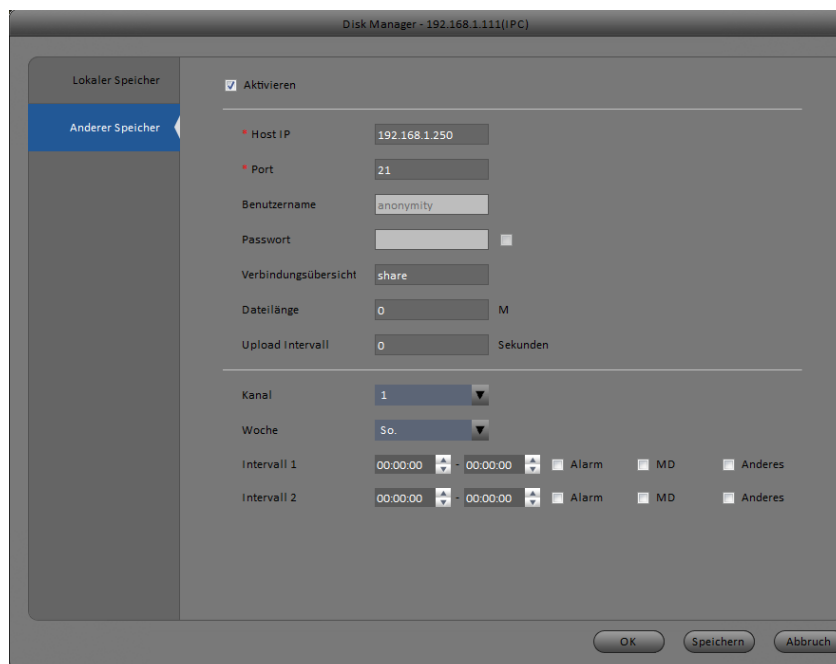 Disk Manager - 192.168.1.111(IPC)
Lokaler Speicher
Anderer Speicher
Aktivieren
* Host IP 192.168.1.250
* Port 21
Benutzername anonymity
Passwort
Verbindungsübersicht share
Dateilänge 0 M
Upload Intervall 0 Sekunden
Kanal 1
Woche So.
Intervall 1 00:00:00 - 00:00:00 Alarm MD Anderes
Intervall 2 00:00:00 - 00:00:00 Alarm MD Anderes
OK Speichern Abbruch